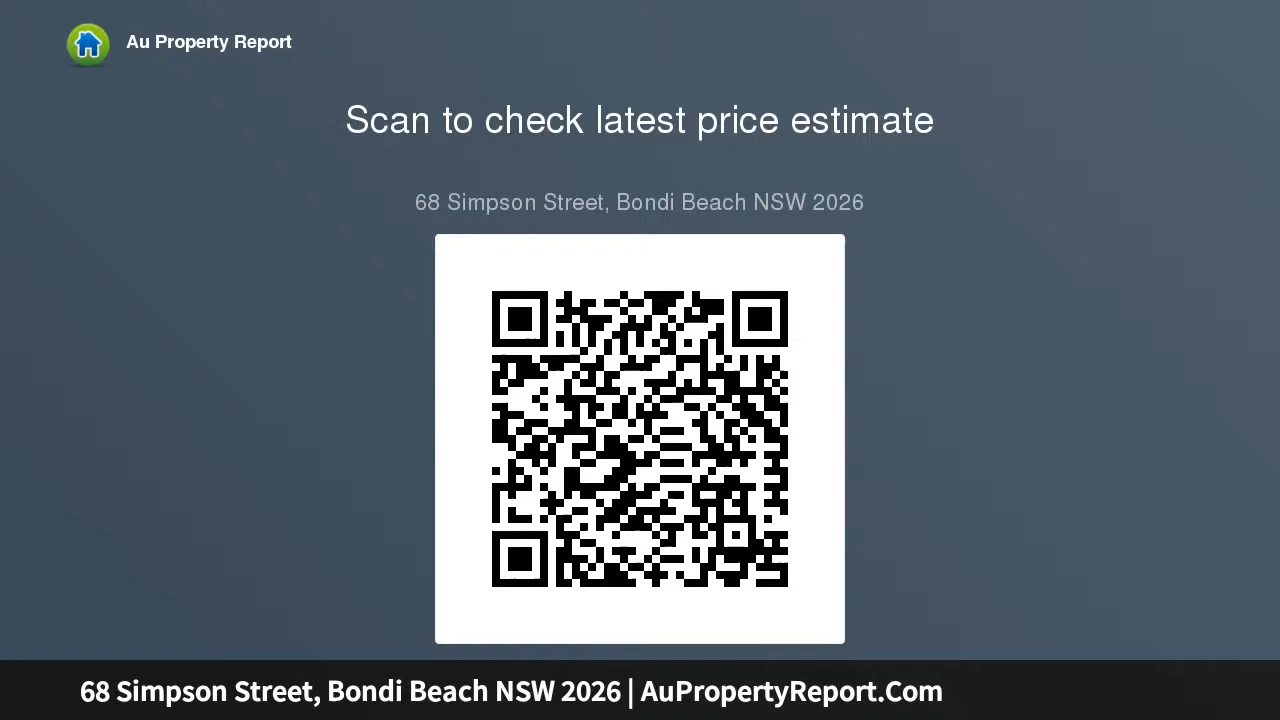 Au Property Report
Scan to check latest price estimate
68 Simpson Street, Bondi Beach NSW 2026
68 Simpson Street, Bondi Beach NSW 2026 | AuPropertyReport.Com